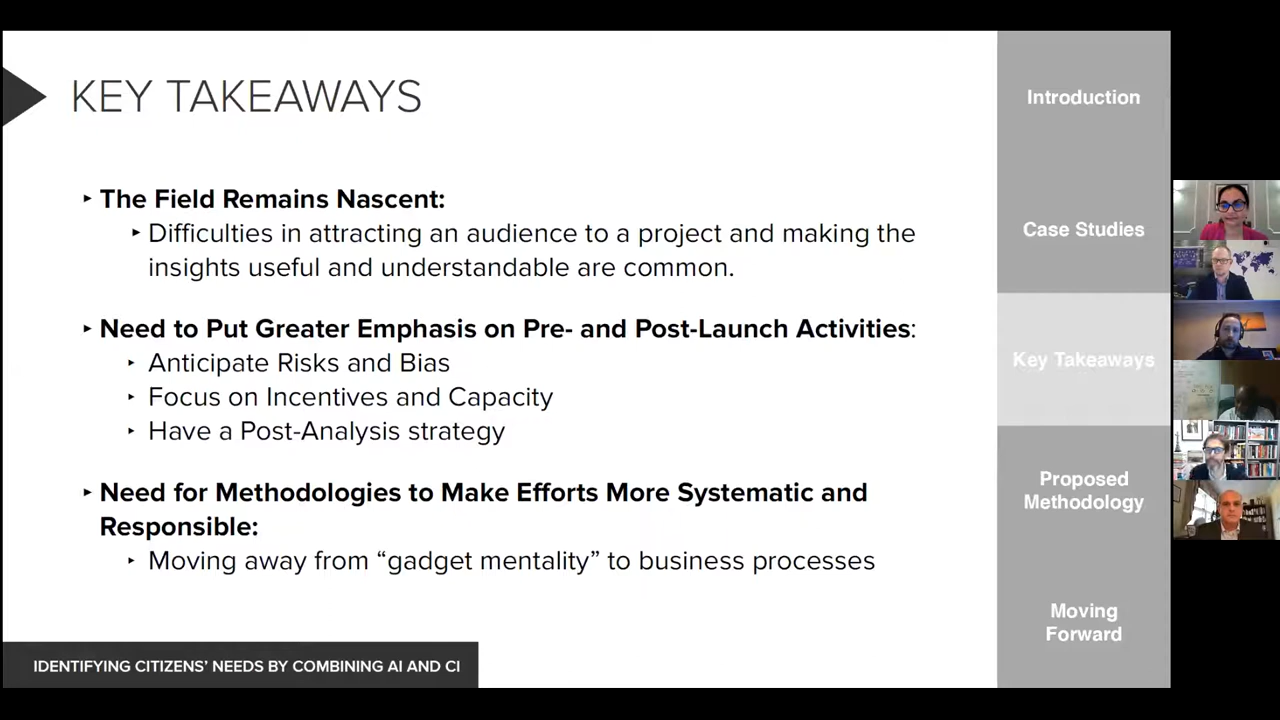 KEY TAKEAWAYS
‣ The Field Remains Nascent:
‣ Difficulties in attracting an audience to a project and making the
insights useful and understandable are common.
‣ Need to Put Greater Emphasis on Pre- and Post-Launch Activities:
‣ Anticipate Risks and Bias
‣ Focus on Incentives and Capacity
‣ Have a Post-Analysis strategy
‣ Need for Methodologies to Make Efforts More Systematic and
Responsible:
‣ Moving away from “gadget mentality” to business processes
IDENTIFYING CITIZENS’ NEEDS BY COMBINING AI AND CI
Introduction
Case Studies
Key Takeaways
Proposed
Methodology
Moving
Forward